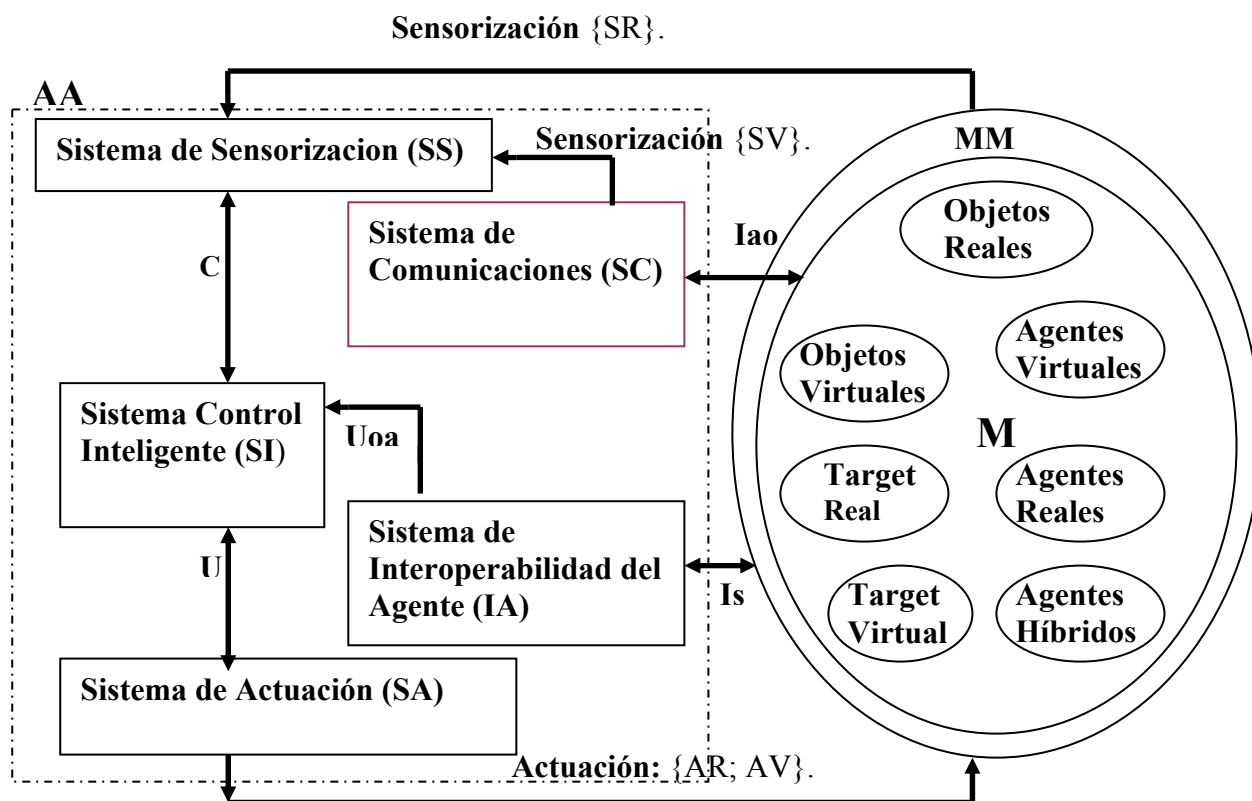 Sensorización {SR}.
AA
Sistema de Sensorizacion (SS)
Sensorización {SV}.
MM
Sistema de
Comunicaciones (SC)
Iao
Objetos
Reales
C
Objetos
Virtuales
Agentes
Virtuales
Sistema Control
Inteligente (SI)
Uoa
M
Target
Real
Agentes
Reales
Sistema de
Interoperabilidad del
Agente (IA)
U
Is
Target
Virtual
Agentes
Híbridos
Sistema de Actuación (SA)
Actuación: {AR; AV}.